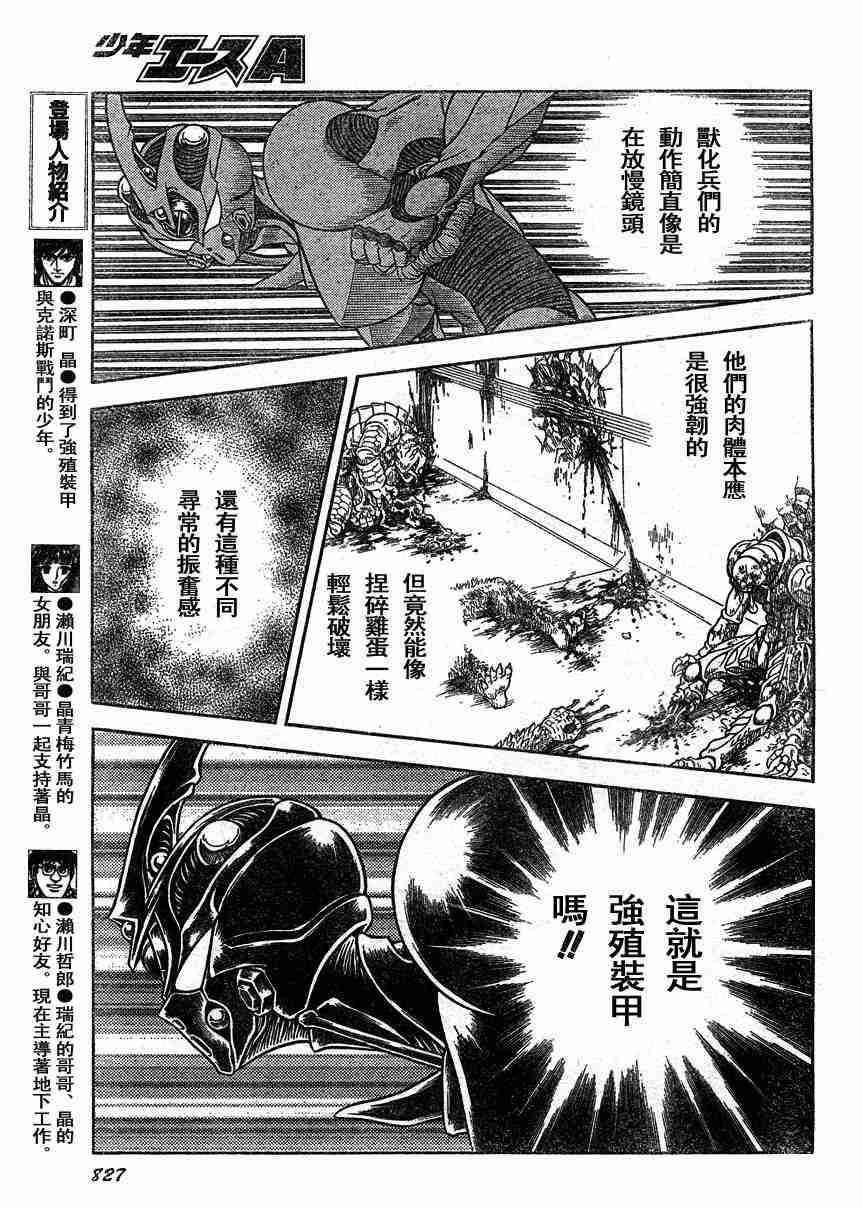 少年エースA
登場人物紹介
●深町 晶●得到了強殖裝甲
與克諾斯戰鬥的少年。
●瀨川瑞紀●晶青梅竹馬的
女朋友。與哥哥一起支持著晶。
●瀨川哲郎●瑞紀的哥哥、晶的
知心好友。現在主導著地下工作。
獸化兵們的
動作簡直像是
在放慢鏡頭
他們的肉體本應
是很強韌的
但竟然能像
捏碎雞蛋一樣
輕鬆破壞
還有這種不同
尋常的振奮感
這就是
強殖裝甲
嗎!!
827